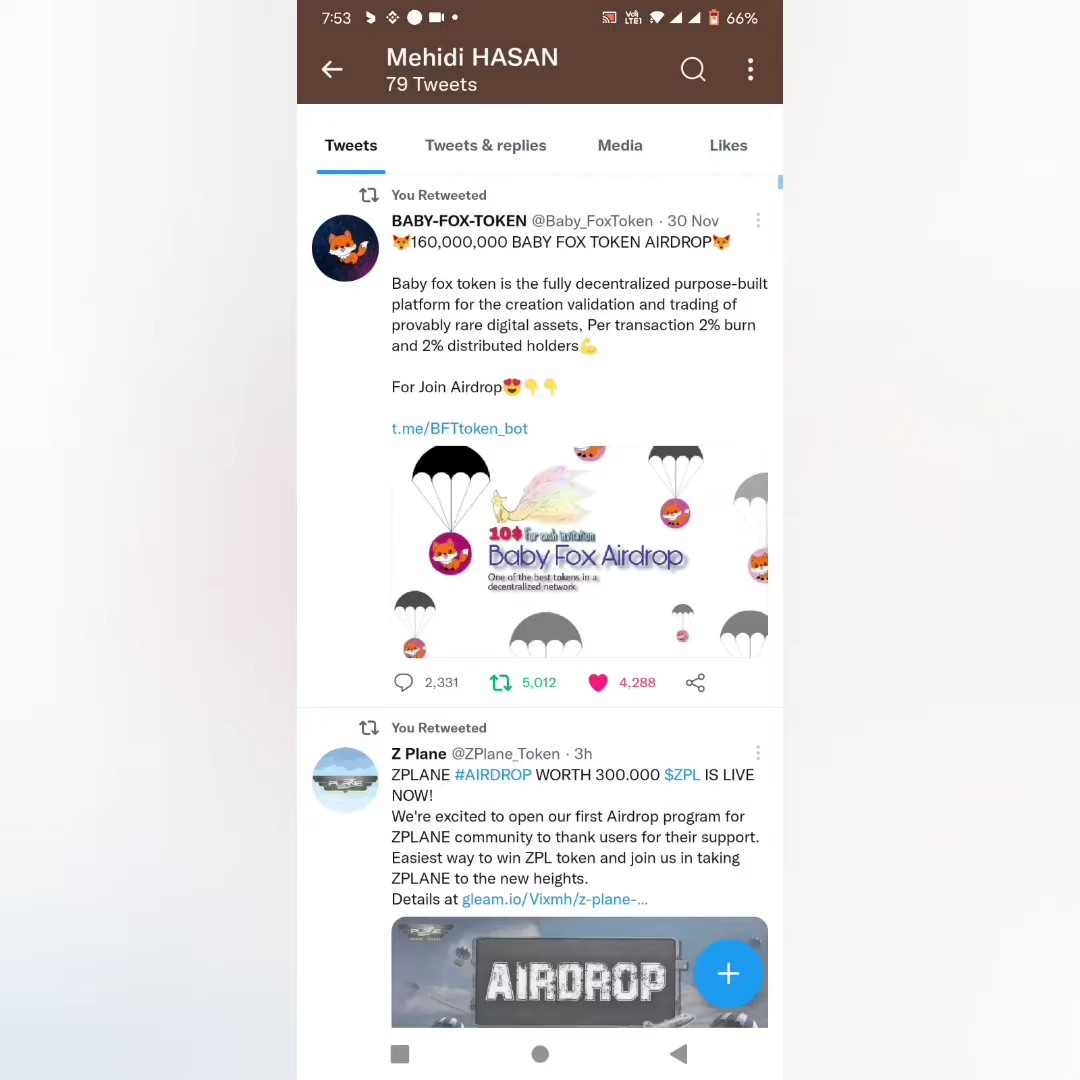 7:53 66%
Mehidi HASAN
79 Tweets
Tweets Tweets & replies Media Likes
You Retweeted
BABY-FOX-TOKEN @Baby_FoxToken · 30 Nov
🦊160,000,000 BABY FOX TOKEN AIRDROP🦊
Baby fox token is the fully decentralized purpose-built
platform for the creation validation and trading of
provably rare digital assets, Per transaction 2% burn
and 2% distributed holders💪
For Join Airdrop😍👇👇
t.me/BFTtoken_bot
10$ for each invitation
Baby Fox Airdrop
One of the best tokens in a
decentralized network
2,331 5,012 4,288
You Retweeted
Z Plane @ZPlane_Token · 3h
ZPLANE #AIRDROP WORTH 300.000 $ZPL IS LIVE
NOW!
We're excited to open our first Airdrop program for
ZPLANE community to thank users for their support.
Easiest way to win ZPL token and join us in taking
ZPLANE to the new heights.
Details at gleam.io/Vixmh/z-plane-...
AIRDROP